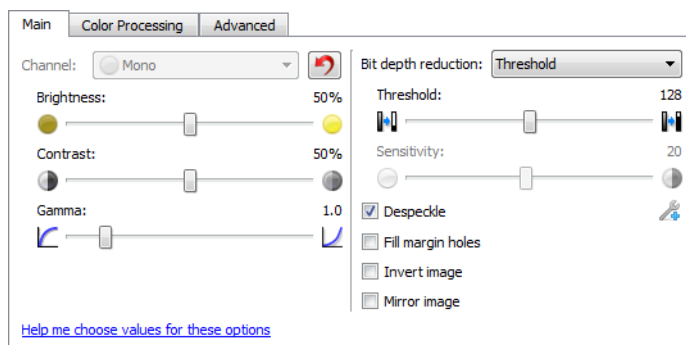 Main
Color Processing
Advanced
Channel:
Mono
Brightness:
50%
Contrast:
50%
Gamma:
1.0
Help me choose values for these options
Bit depth reduction:
Threshold
Threshold:
128
Sensitivity:
20
Despeckle
Fill margin holes
Invert image
Mirror image